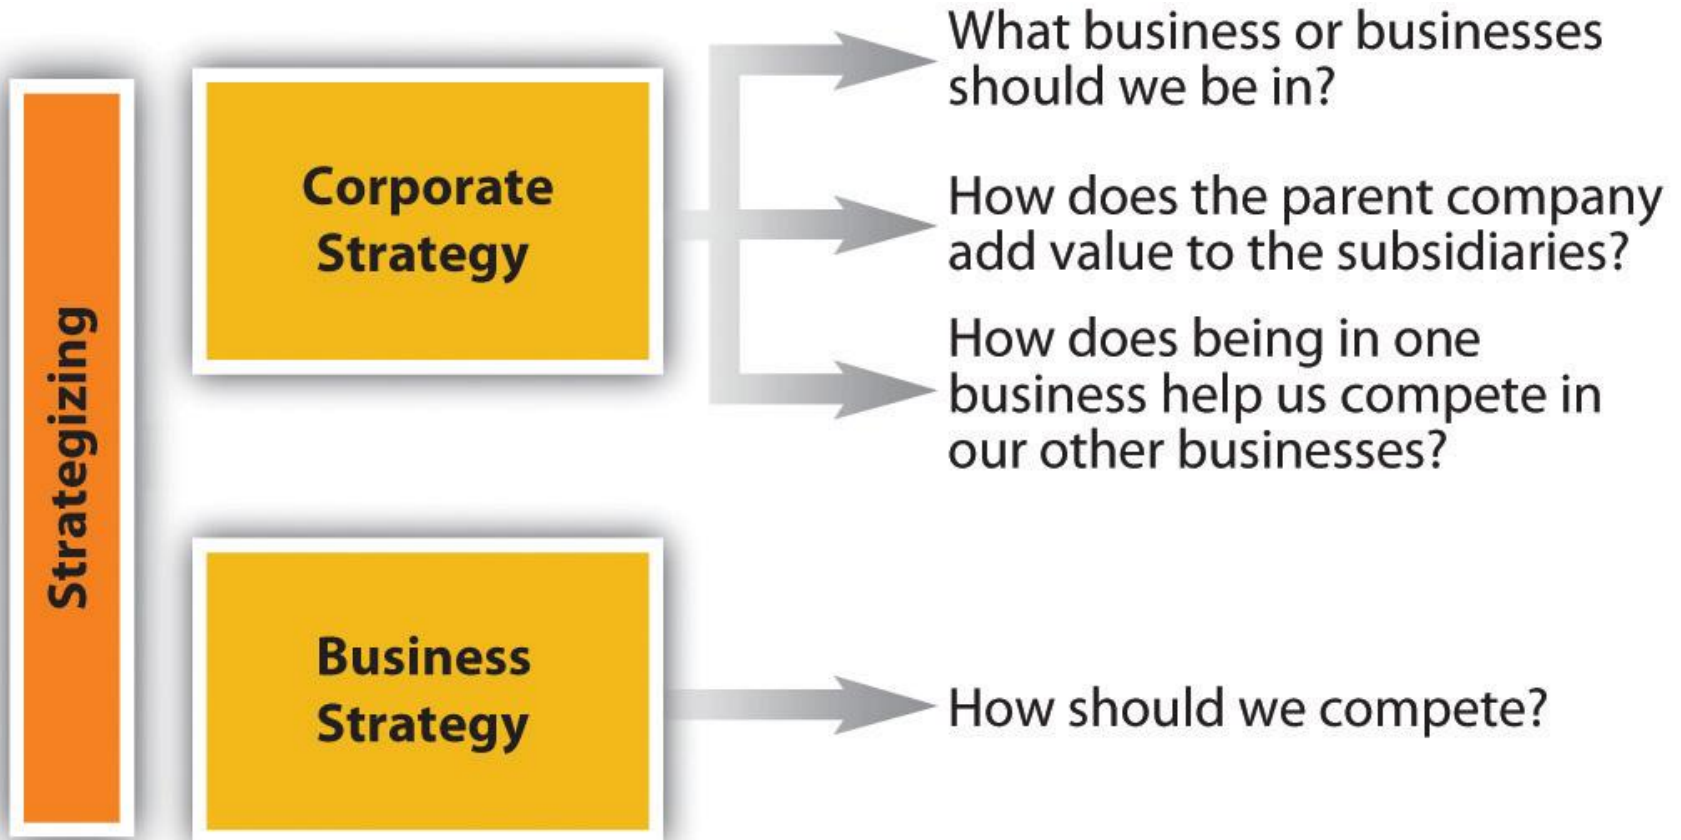 Strategizing
Corporate
Strategy
What business or businesses
should we be in?
How does the parent company
add value to the subsidiaries?
How does being in one
business help us compete in
our other businesses?
Business
Strategy
How should we compete?